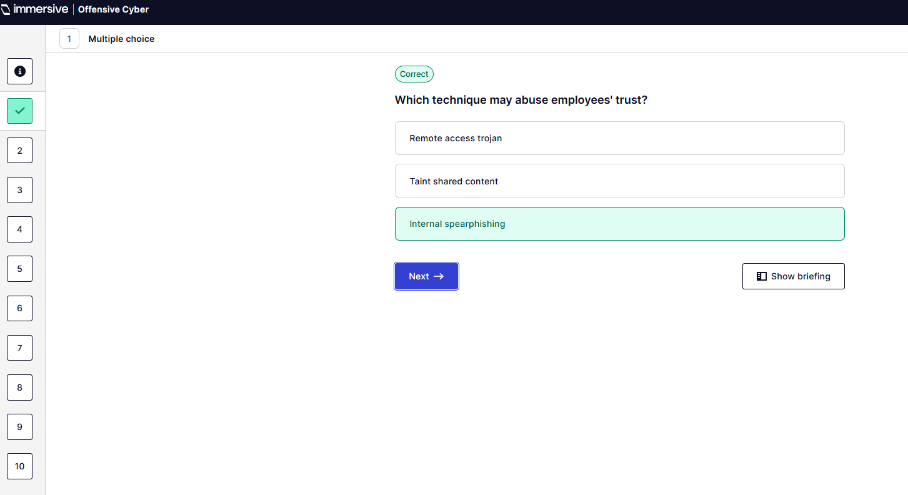 immersive | Offensive Cyber
1 Multiple choice
Correct
Which technique may abuse employees' trust?
Remote access trojan
Taint shared content
Internal spearphishing
Next →
Show briefing
2
3
4
5
6
7
8
9
10